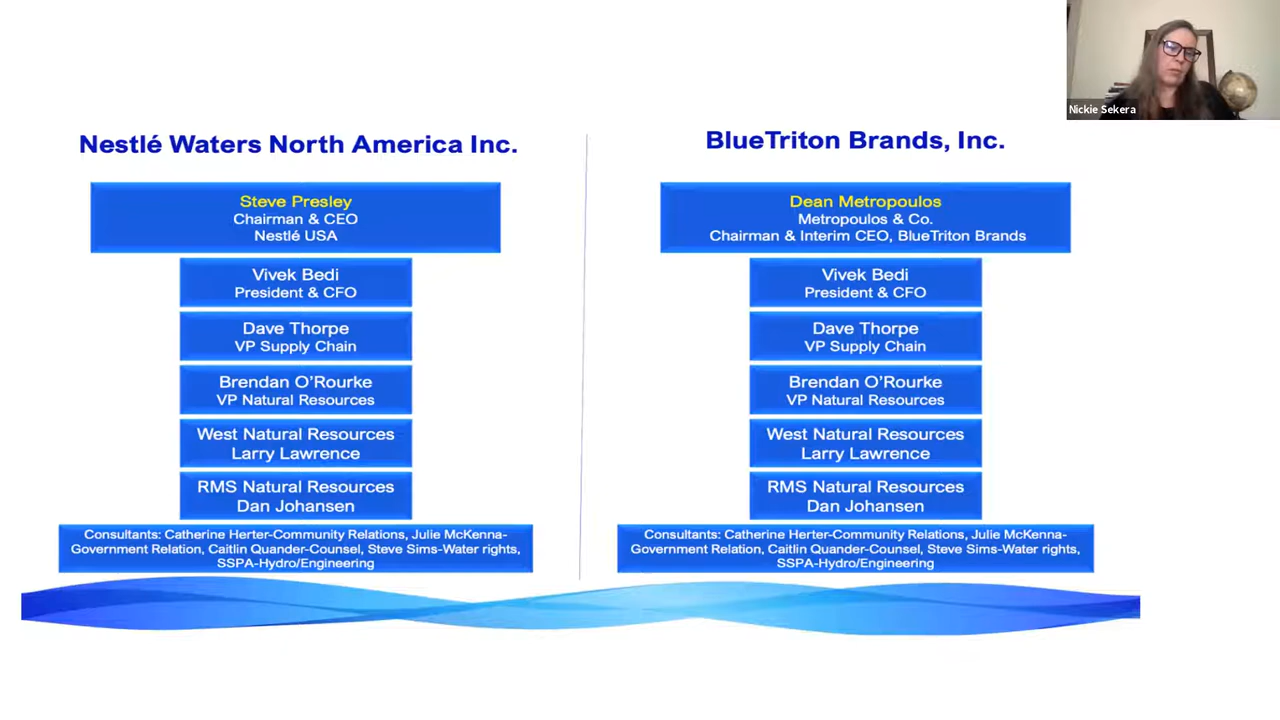 Nickie Sekera
Nestlé Waters North America Inc.
Steve Presley
Chairman & CEO
Nestlé USA
Vivek Bedi
President & CFO
Dave Thorpe
VP Supply Chain
Brendan O'Rourke
VP Natural Resources
West Natural Resources
Larry Lawrence
RMS Natural Resources
Dan Johansen
Consultants: Catherine Herter-Community Relations, Julie McKenna-
Government Relation, Caitlin Quander-Counsel, Steve Sims-Water rights,
SSPA-Hydro/Engineering
BlueTriton Brands, Inc.
Dean Metropoulos
Metropoulos & Co.
Chairman & Interim CEO, BlueTriton Brands
Vivek Bedi
President & CFO
Dave Thorpe
VP Supply Chain
Brendan O'Rourke
VP Natural Resources
West Natural Resources
Larry Lawrence
RMS Natural Resources
Dan Johansen
Consultants: Catherine Herter-Community Relations, Julie McKenna-
Government Relation, Caitlin Quander-Counsel, Steve Sims-Water rights,
SSPA-Hydro/Engineering